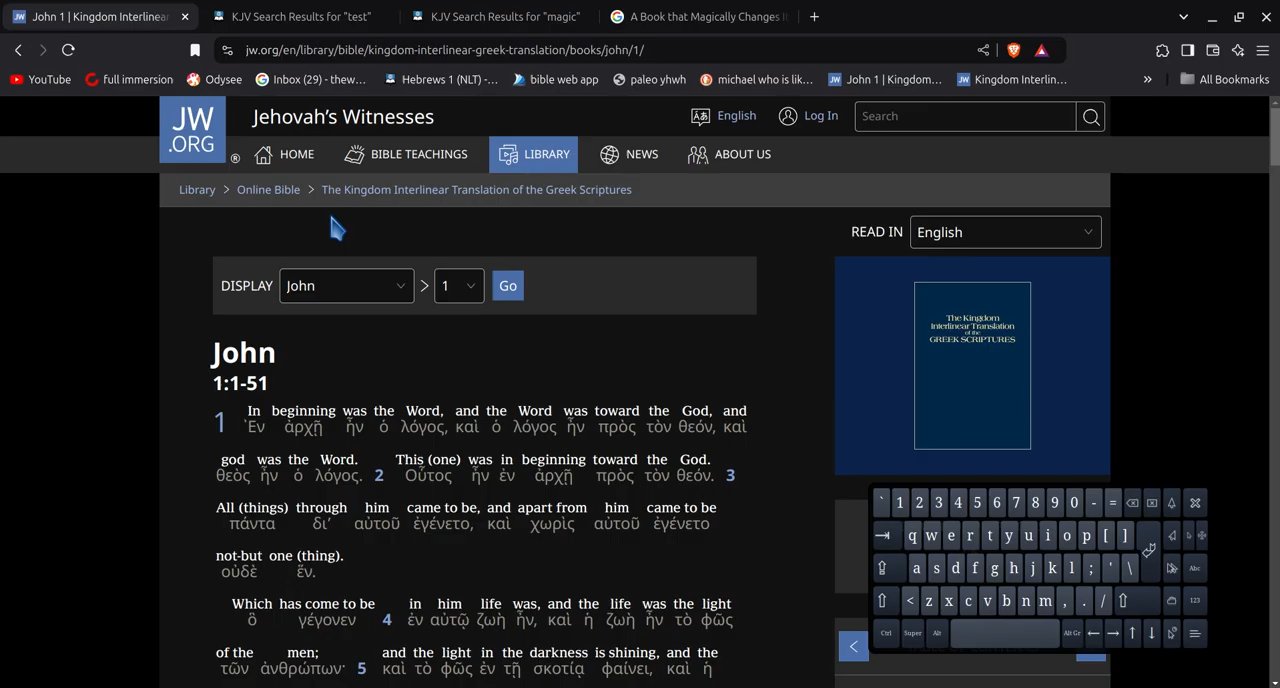 John 1 | Kingdom Interlinear
KJV Search Results for "test"
KJV Search Results for "magic"
A Book that Magically Changes It
jw.org/en/library/bible/kingdom-interlinear-greek-translation/books/john/1/
YouTube
full immersion
Odysee
Inbox (29) - thew...
Hebrews 1 (NLT) -...
bible web app
paleo yhwh
michael who is lik...
John 1 | Kingdom...
Kingdom Interlin...
» All Bookmarks
JW
.ORG ®
Jehovah's Witnesses
English
Log In
Search
HOME
BIBLE TEACHINGS
LIBRARY
NEWS
ABOUT US
Library > Online Bible > The Kingdom Interlinear Translation of the Greek Scriptures
READ IN English
DISPLAY John > 1 Go
The Kingdom
Interlinear Translation
of the
GREEK SCRIPTURES
John
1:1-51
1 In beginning was the Word, and the Word was toward the God, and
Ἐν ἀρχῇ ἦν ὁ λόγος, καὶ ὁ λόγος ἦν πρὸς τὸν θεόν, καὶ
god was the Word. This (one) was in beginning toward the God.
θεὸς ἦν ὁ λόγος. 2 Οὗτος ἦν ἐν ἀρχῇ πρὸς τὸν θεόν. 3
All (things) through him came to be, and apart from him came to be
πάντα δι' αὐτοῦ ἐγένετο, καὶ χωρὶς αὐτοῦ ἐγένετο
not-but one (thing).
οὐδὲ ἕν.
Which has come to be in him life was, and the life was the light
ὃ γέγονεν 4 ἐν αὐτῷ ζωὴ ἦν, καὶ ἡ ζωὴ ἦν τὸ φῶς
of the men; and the light in the darkness is shining, and the
τῶν ἀνθρώπων· 5 καὶ τὸ φῶς ἐν τῇ σκοτίᾳ φαίνει, καὶ ἡ
` 1 2 3 4 5 6 7 8 9 0 - =
q w e r t y u i o p [ ]
a s d f g h j k l ; ' \ Abc
< z x c v b n m , . / 123
Ctrl Super Alt Alt Gr